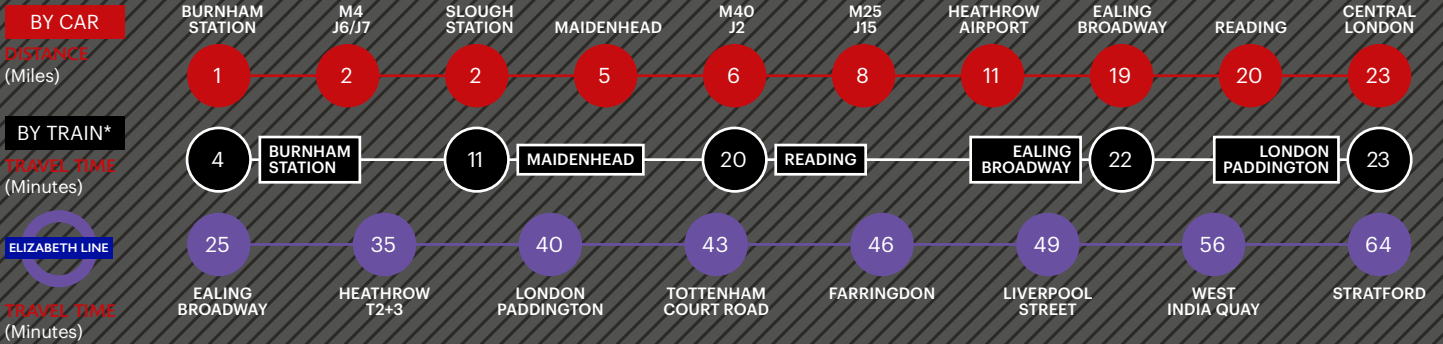 BY CAR
DISTANCE
(Miles)
BURNHAM
STATION
M4
J6/J7
SLOUGH
STATION
MAIDENHEAD
M40
J2
M25
J15
HEATHROW
AIRPORT
EALING
BROADWAY
READING
CENTRAL
LONDON
1
2
2
5
6
8
11
19
20
23
BY TRAIN*
TRAVEL TIME
(Minutes)
4
BURNHAM
STATION
11
MAIDENHEAD
20
READING
EALING
BROADWAY
22
LONDON
PADDINGTON
23
ELIZABETH LINE
TRAVEL TIME
(Minutes)
25
35
40
43
46
49
56
64
EALING
BROADWAY
HEATHROW
T2+3
LONDON
PADDINGTON
TOTTENHAM
COURT ROAD
FARRINGDON
LIVERPOOL
STREET
WEST
INDIA QUAY
STRATFORD